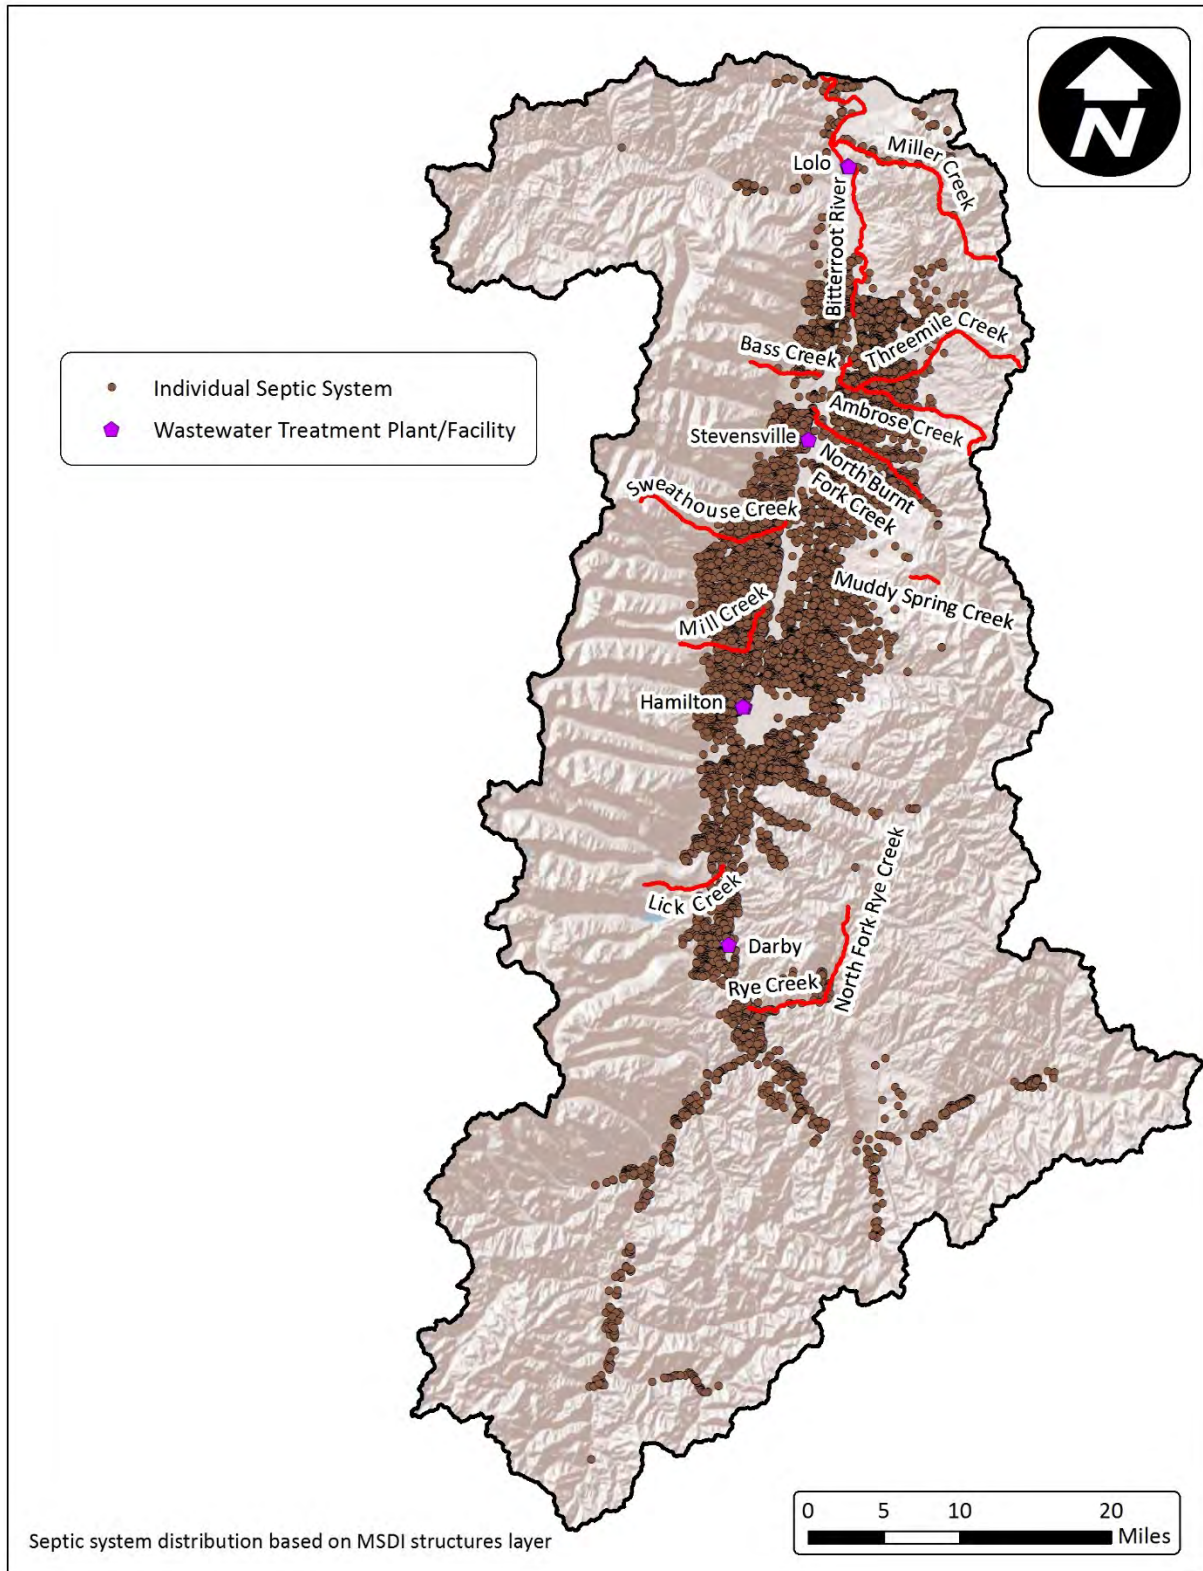 N
Miller Creek
Lolo
Bitterroot River
Threemile Creek
Bass Creek
Individual Septic System
Wastewater Treatment Plant/Facility
Ambrose Creek
Stevensville
North Burnt
Fork Creek
Sweathouse Creek
Muddy Spring Creek
Mill Creek
Hamilton
North Fork Rye Creek
Lick Creek
Darby
Rye Creek
0 5 10 20
Miles
Septic system distribution based on MSDI structures layer